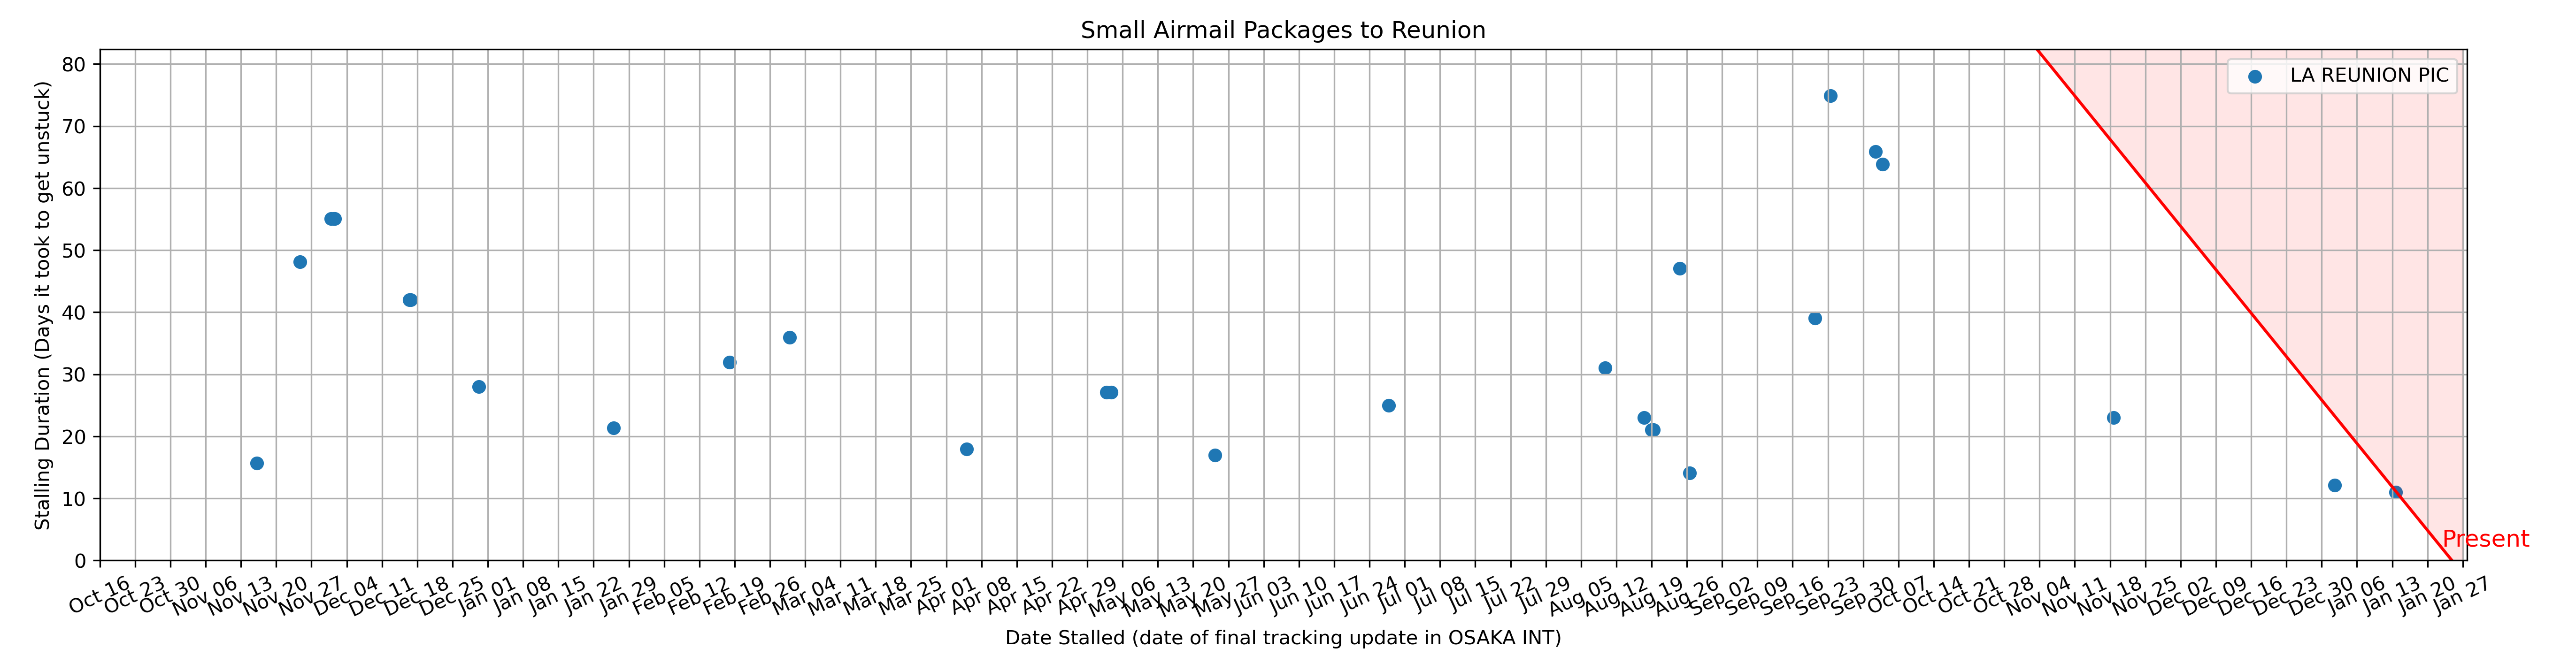 Small Airmail Packages to Reunion
Stalling Duration (Days it took to get unstuck)
80
70
60
50
40
30
20
10
0
LA REUNION PIC
Present
Oct 16
Oct 23
Oct 30
Nov 06
Nov 13
Nov 20
Nov 27
Dec 04
Dec 11
Dec 18
Dec 25
Jan 01
Jan 08
Jan 15
Jan 22
Jan 29
Feb 05
Feb 12
Feb 19
Feb 26
Mar 04
Mar 11
Mar 18
Mar 25
Apr 01
Apr 08
Apr 15
Apr 22
Apr 29
May 06
May 13
May 20
May 27
Jun 03
Jun 10
Jun 17
Jun 24
Jul 01
Jul 08
Jul 15
Jul 22
Jul 29
Aug 05
Aug 12
Aug 19
Aug 26
Sep 02
Sep 09
Sep 16
Sep 23
Sep 30
Oct 07
Oct 14
Oct 21
Oct 28
Nov 04
Nov 11
Nov 18
Nov 25
Dec 02
Dec 09
Dec 16
Dec 23
Dec 30
Jan 06
Jan 13
Jan 20
Jan 27
Date Stalled (date of final tracking update in OSAKA INT)